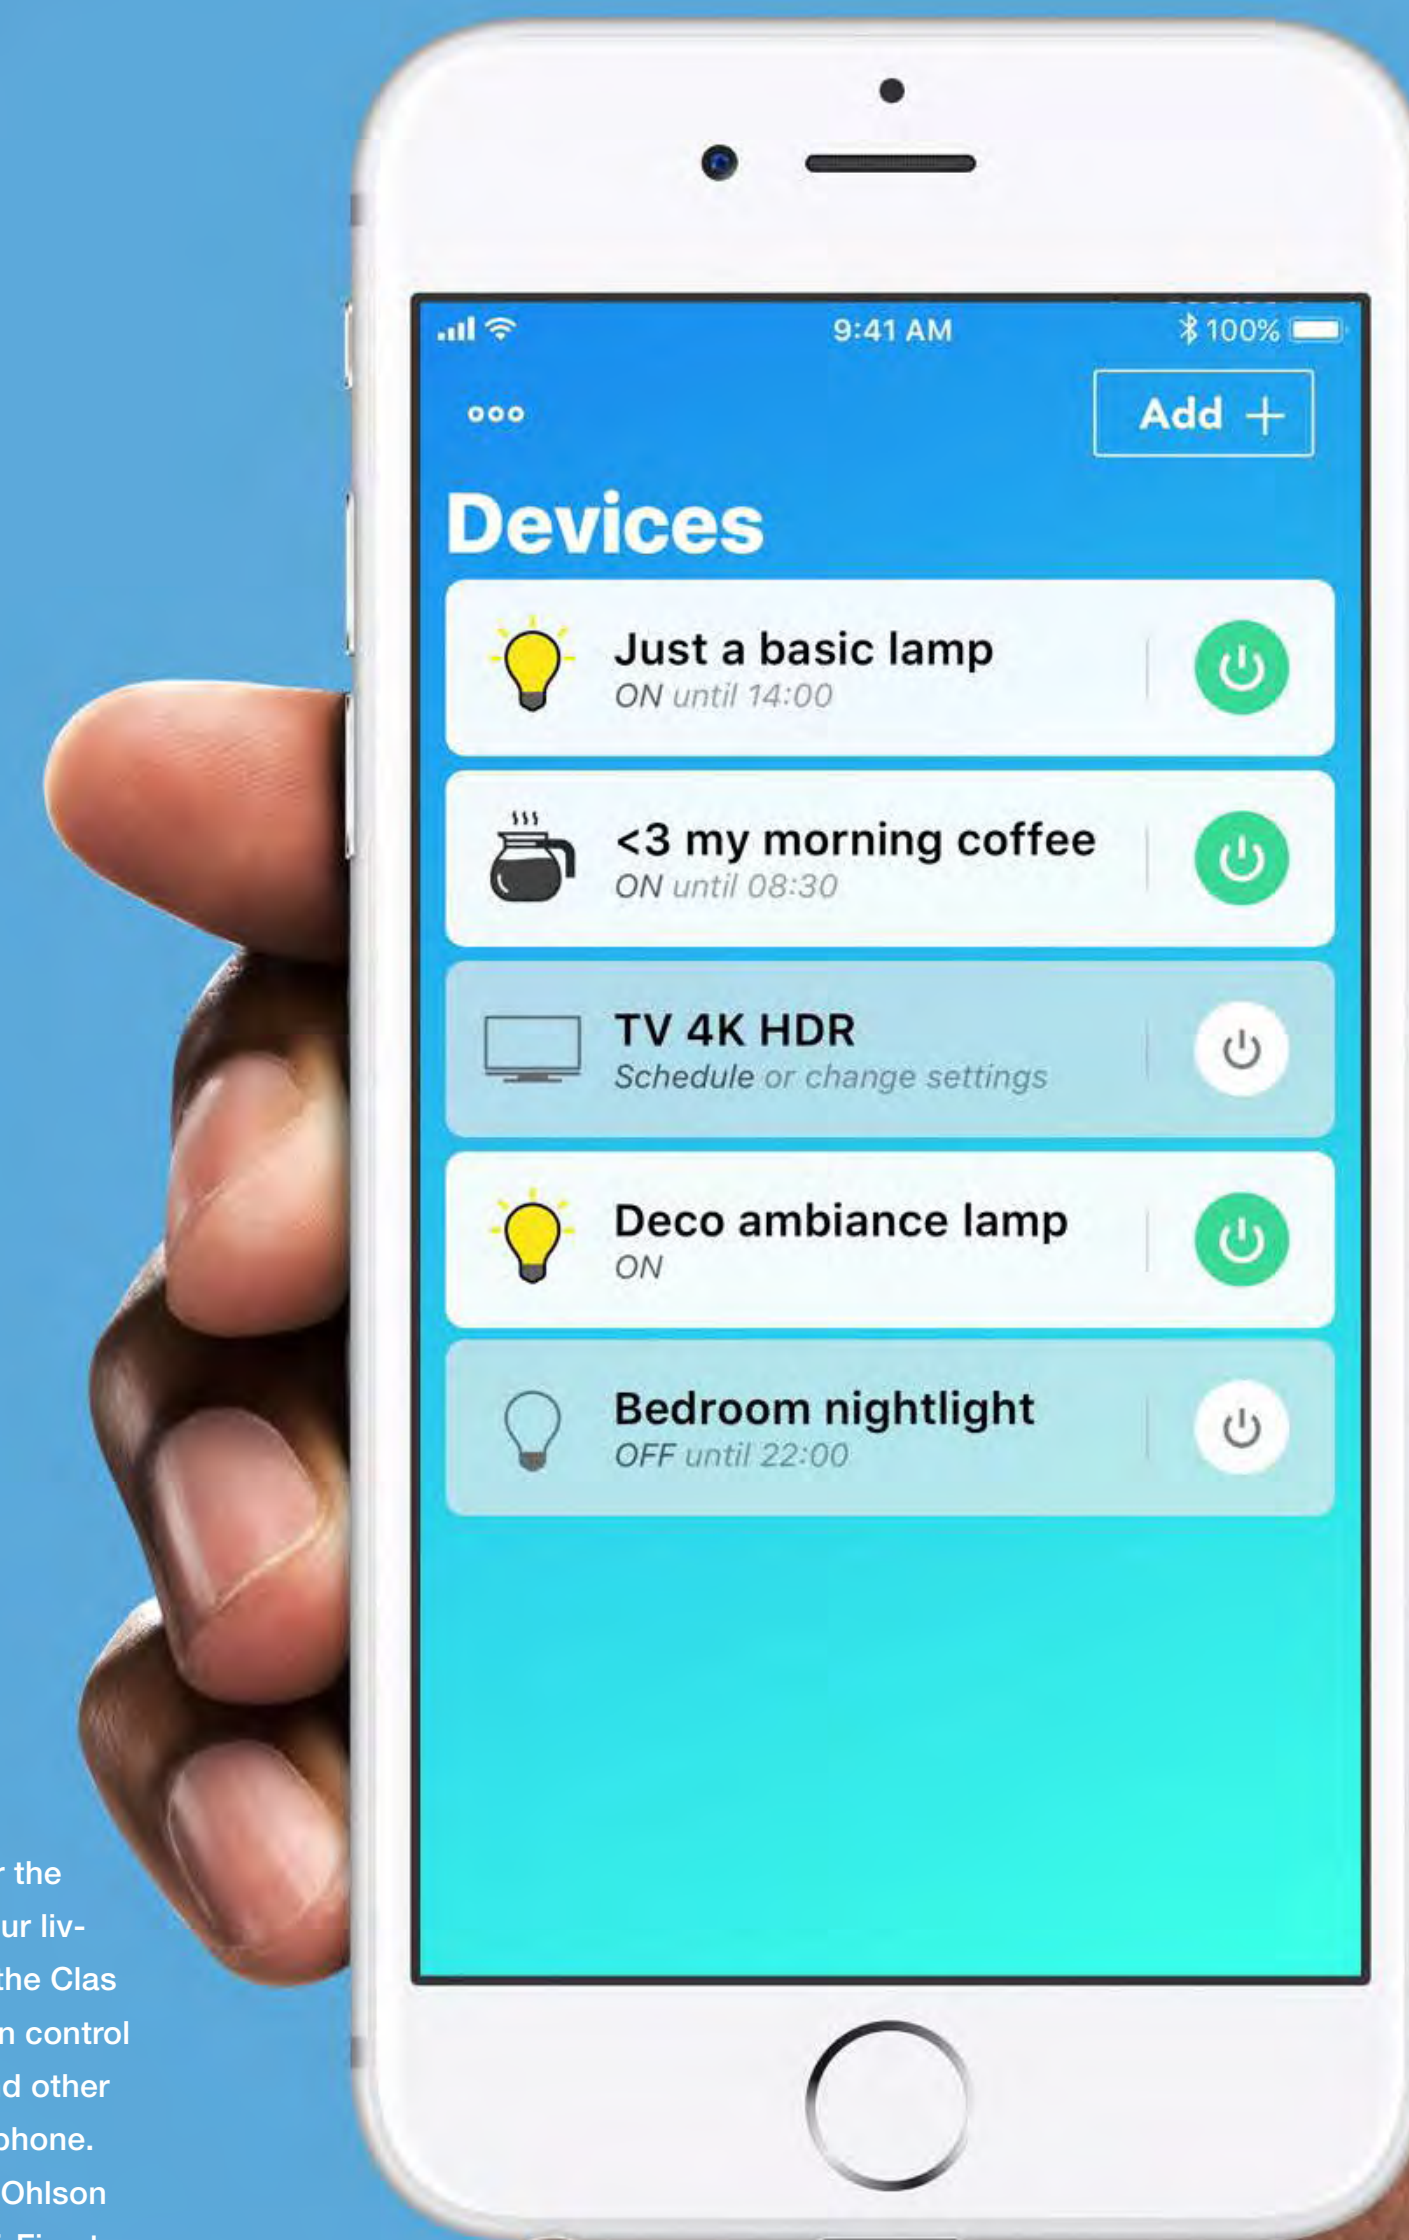 9:41 AM
100%
Add +
Devices
Just a basic lamp
ON until 14:00
<3 my morning coffee
ON until 08:30
TV 4K HDR
Schedule or change settings
Deco ambiance lamp
ON
Bedroom nightlight
OFF until 22:00
the
liv-
the Clas
control
other
phone.
Ohlson